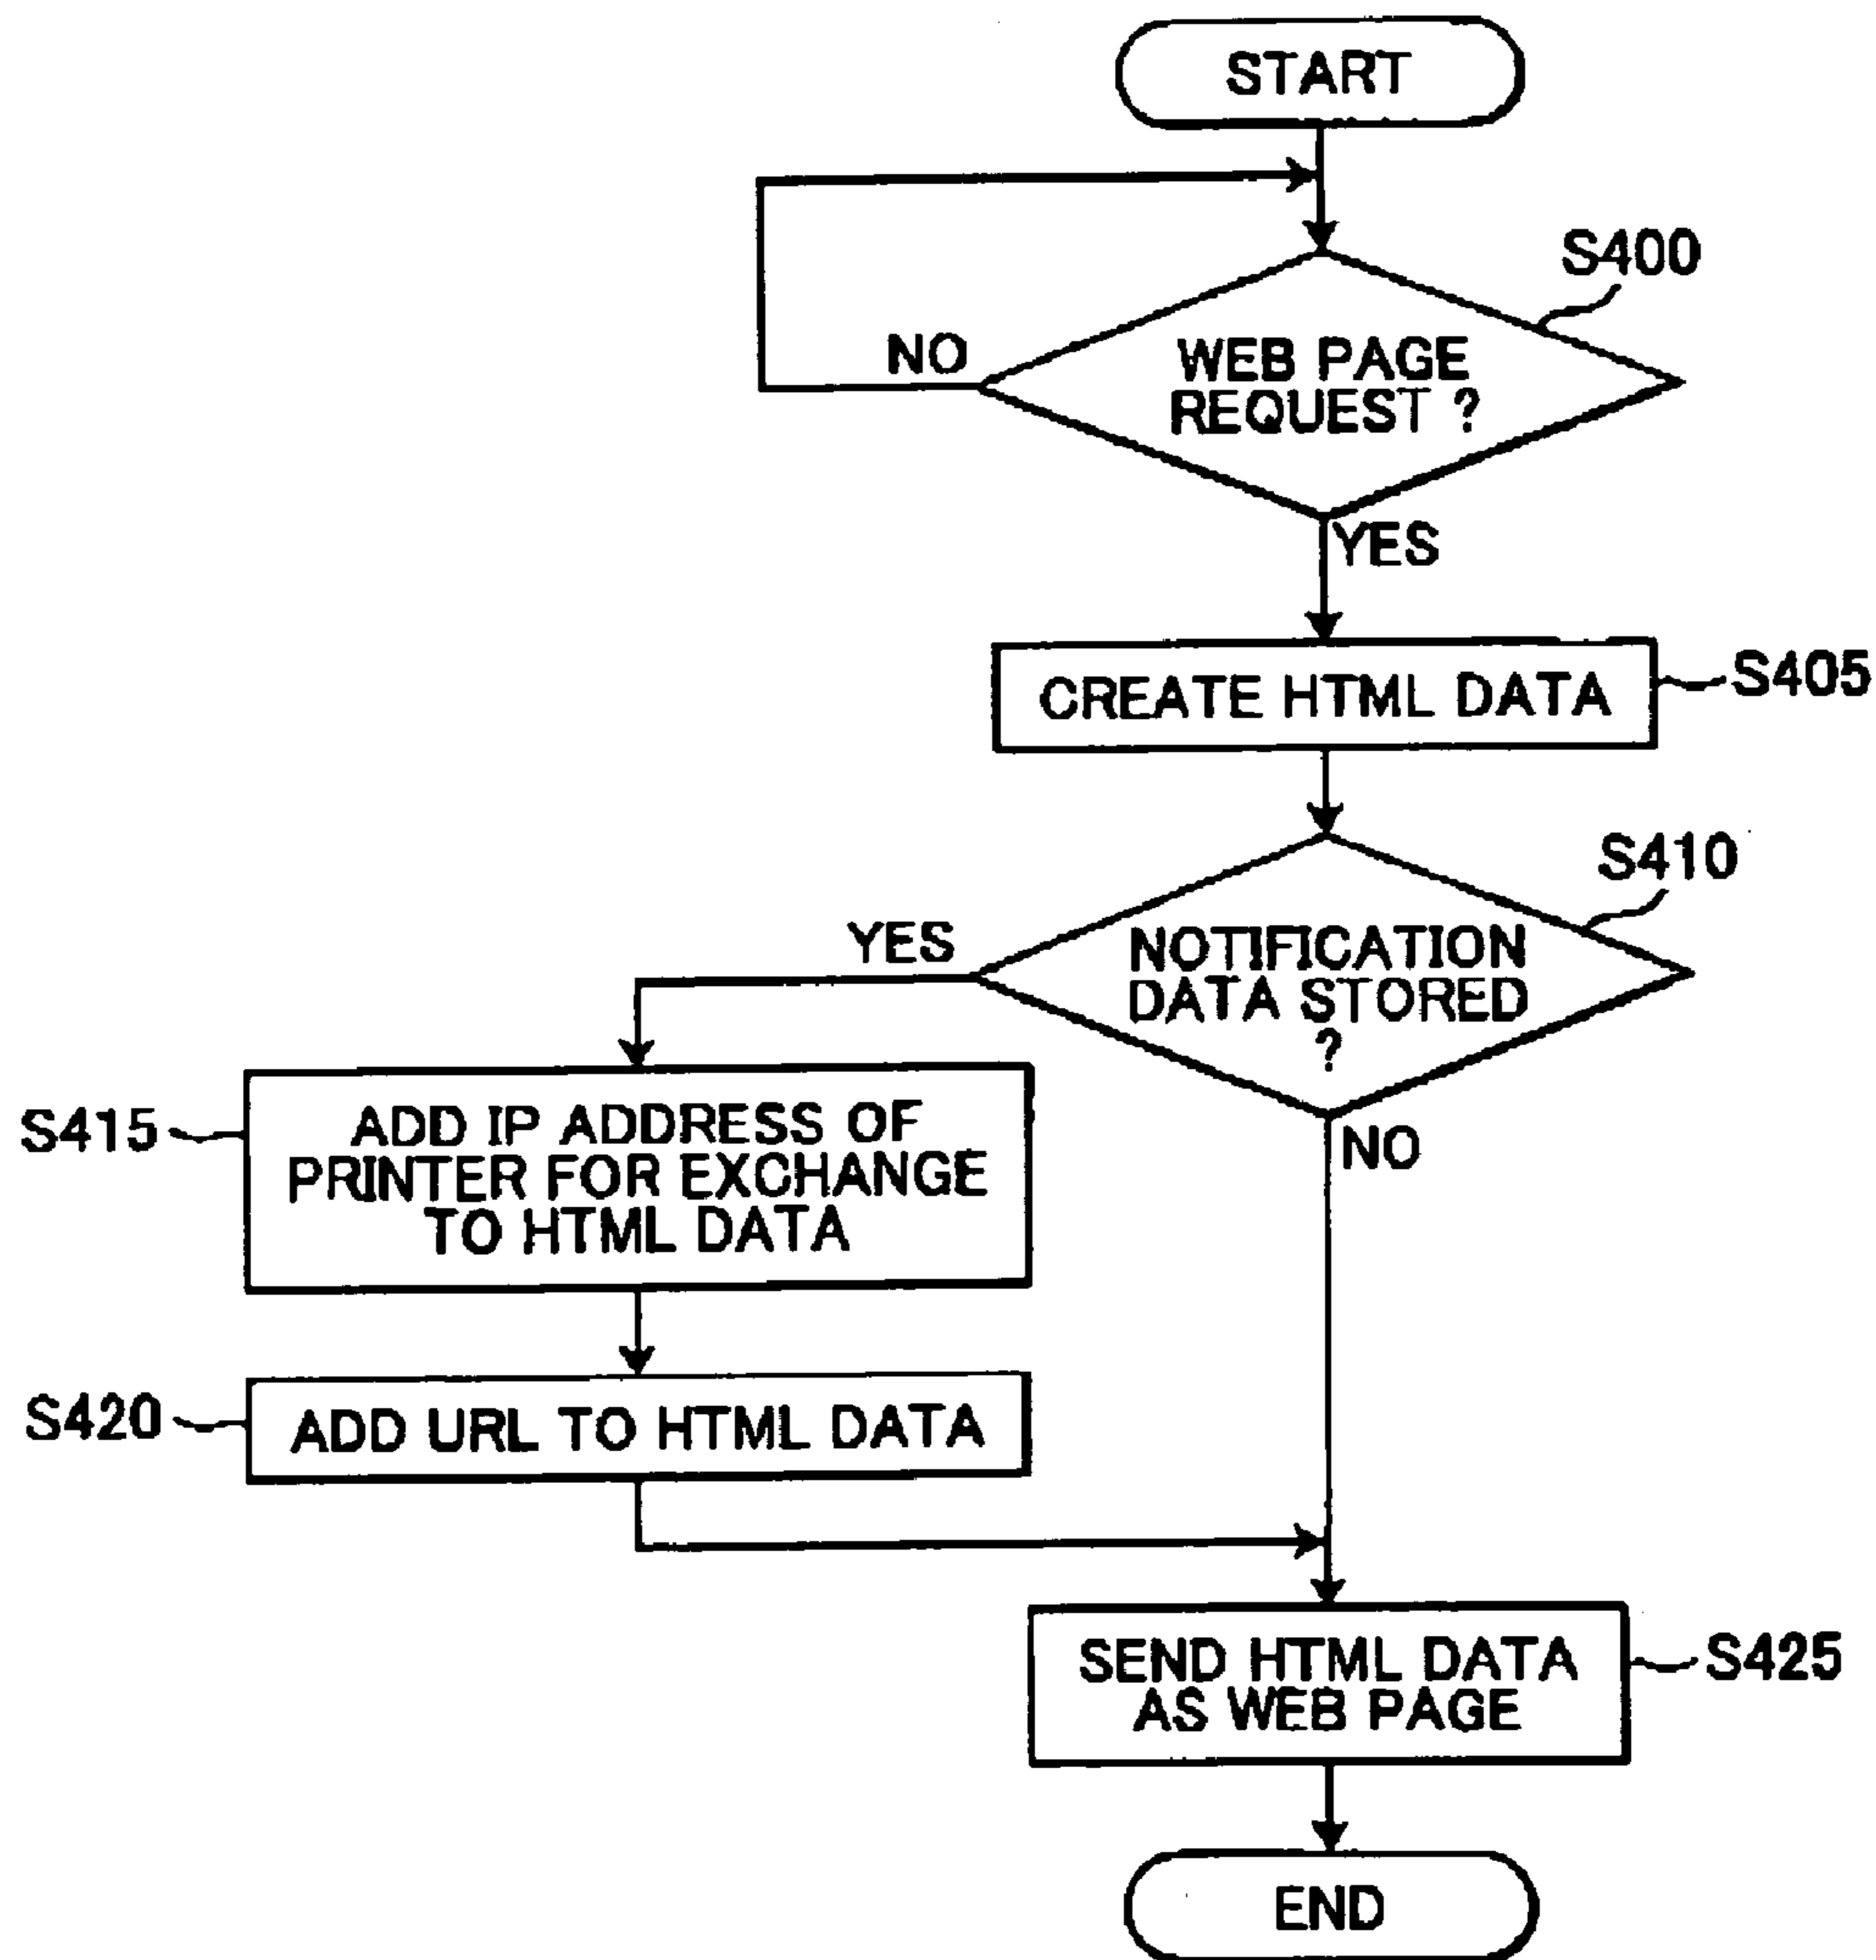 START
S400
NO
WEB PAGE
REQUEST ?
YES
CREATE HTML DATA
S405
S410
YES
NOTIFICATION
DATA STORED
?
NO
S415
ADD IP ADDRESS OF
PRINTER FOR EXCHANGE
TO HTML DATA
S420
ADD URL TO HTML DATA
SEND HTML DATA
AS WEB PAGE
S425
END